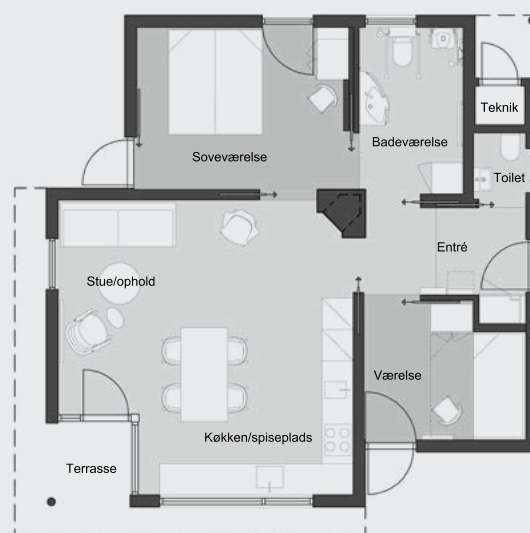 Teknik
Badeværelse
Soveværelse
Toilet
Entré
Stue/ophold
Værelse
Køkken/spiseplads
Terrasse